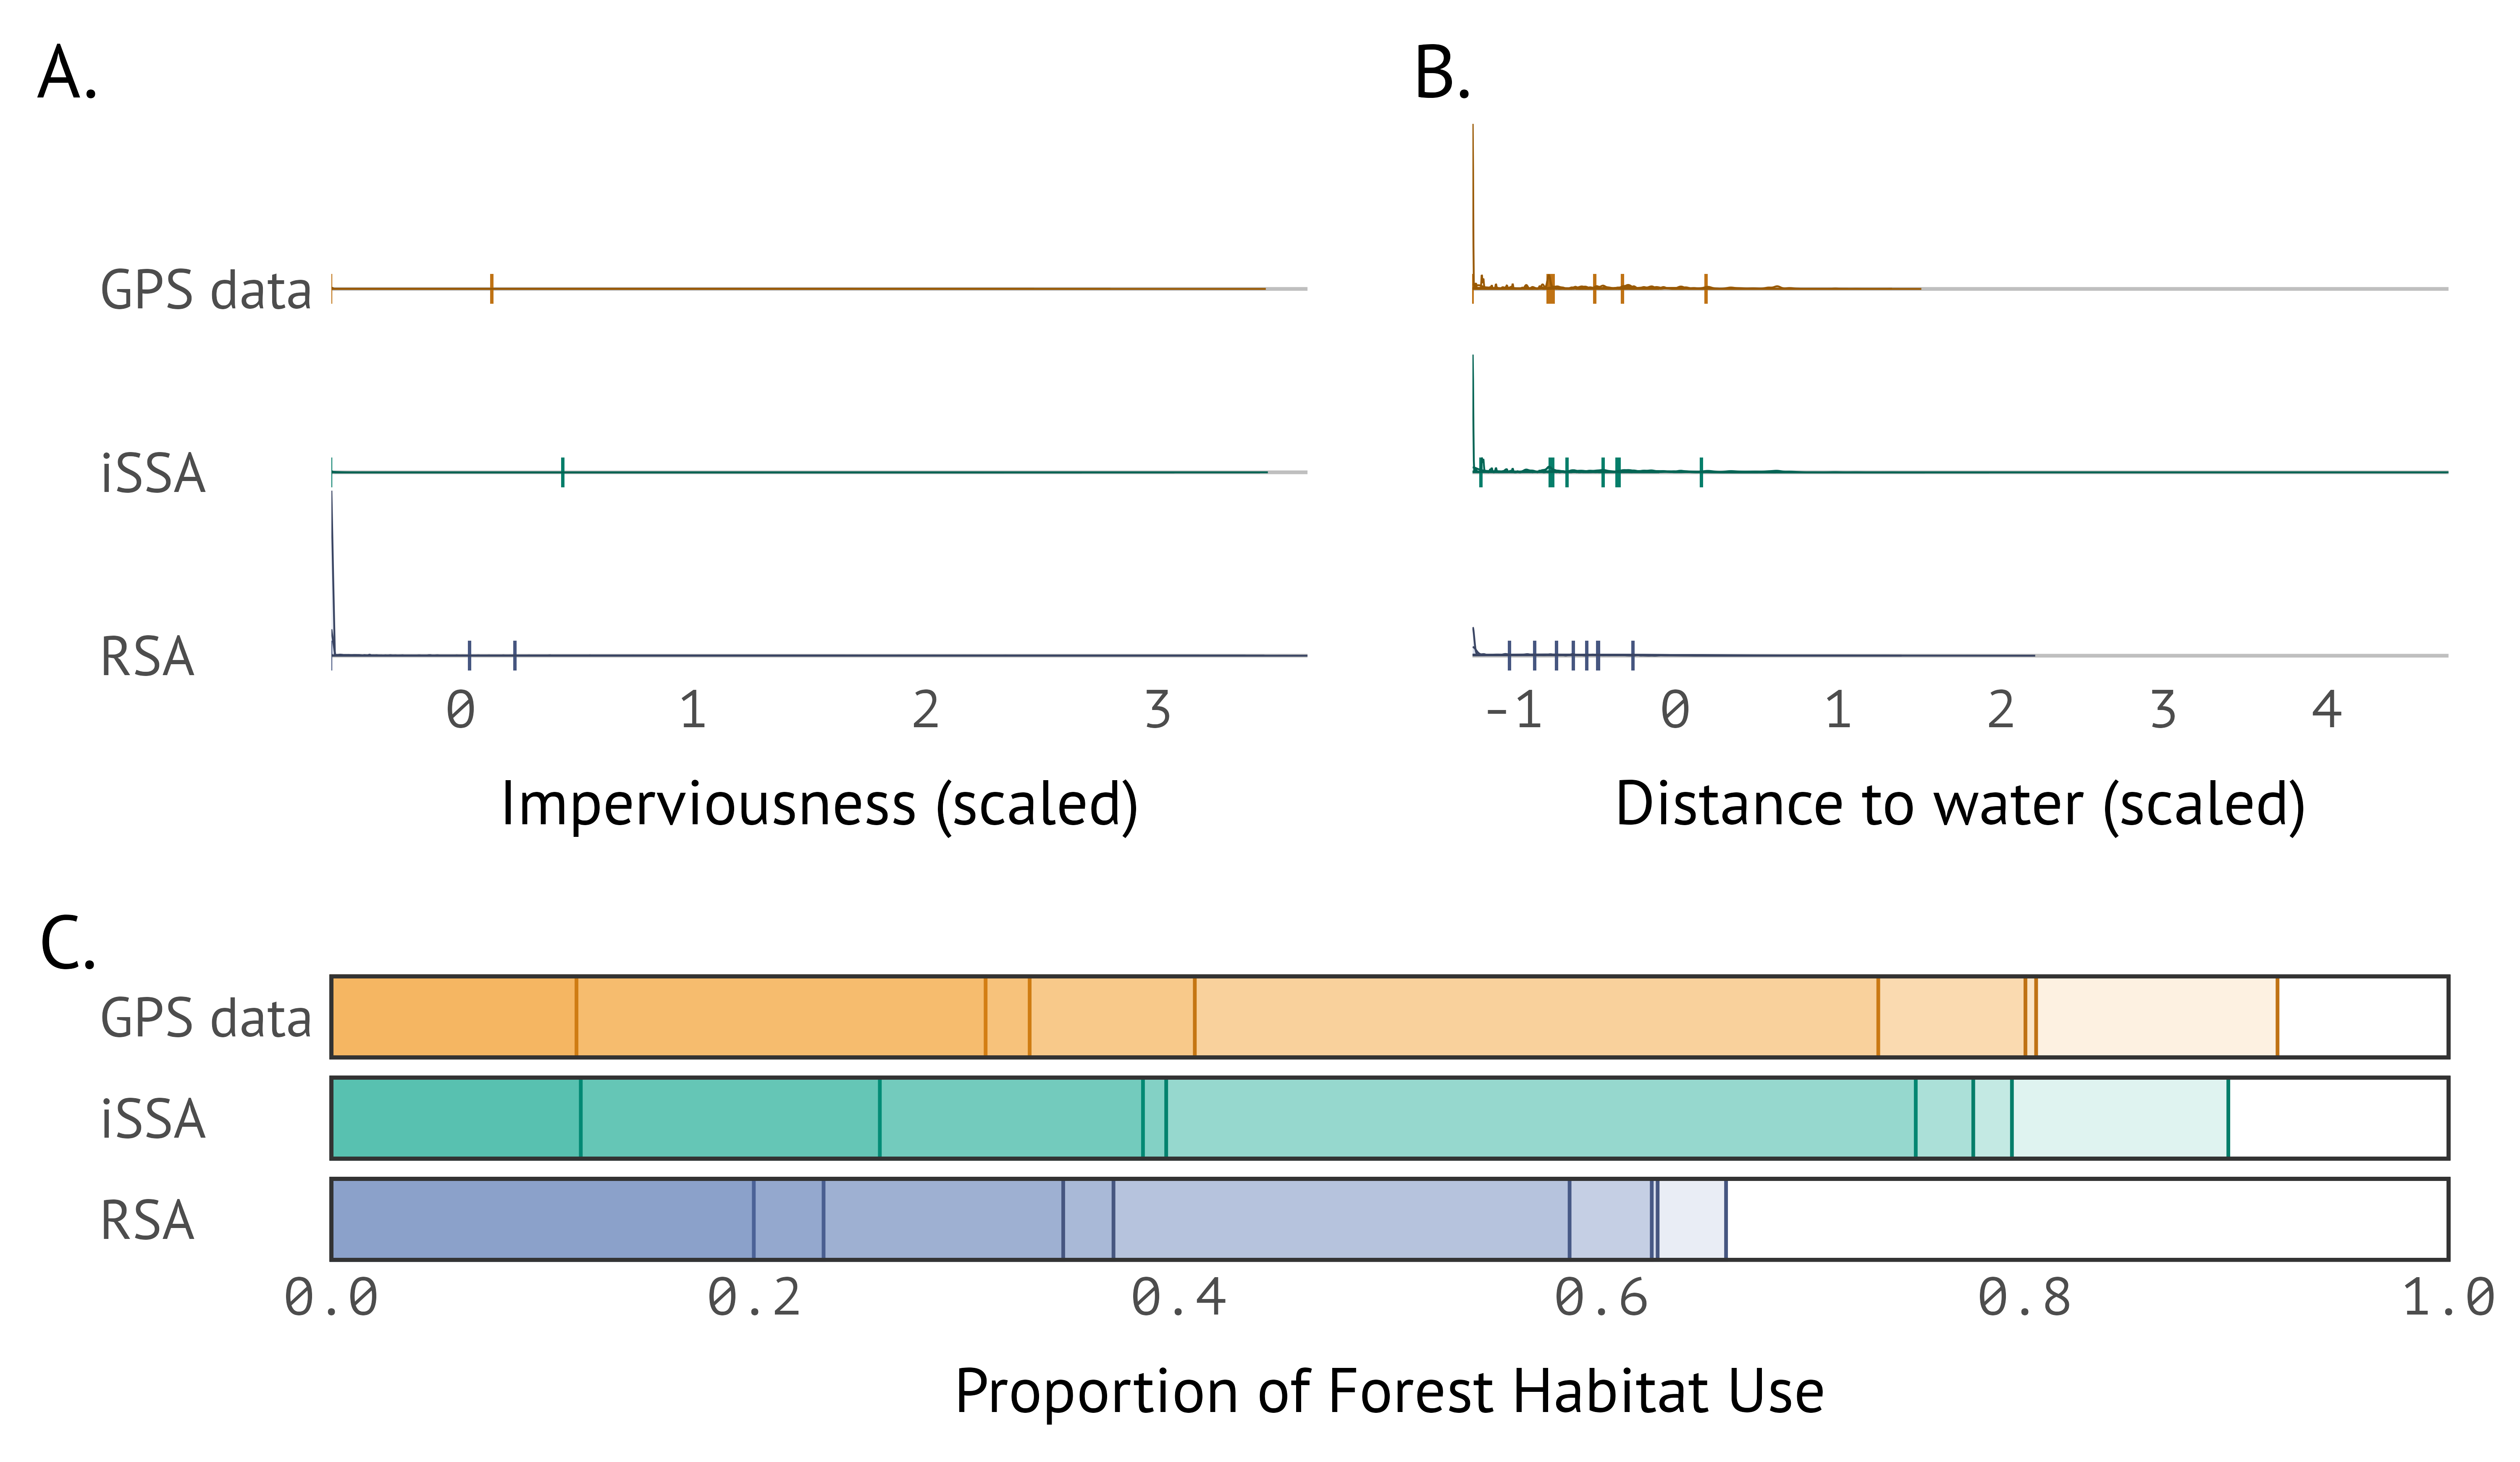 A.
B.
GPS data
iSSA
RSA
0 1 2 3
-1 0 1 2 3 4
Imperviousness (scaled)
Distance to water (scaled)
C.
GPS data
iSSA
RSA
0.0 0.2 0.4 0.6 0.8 1.0
Proportion of Forest Habitat Use